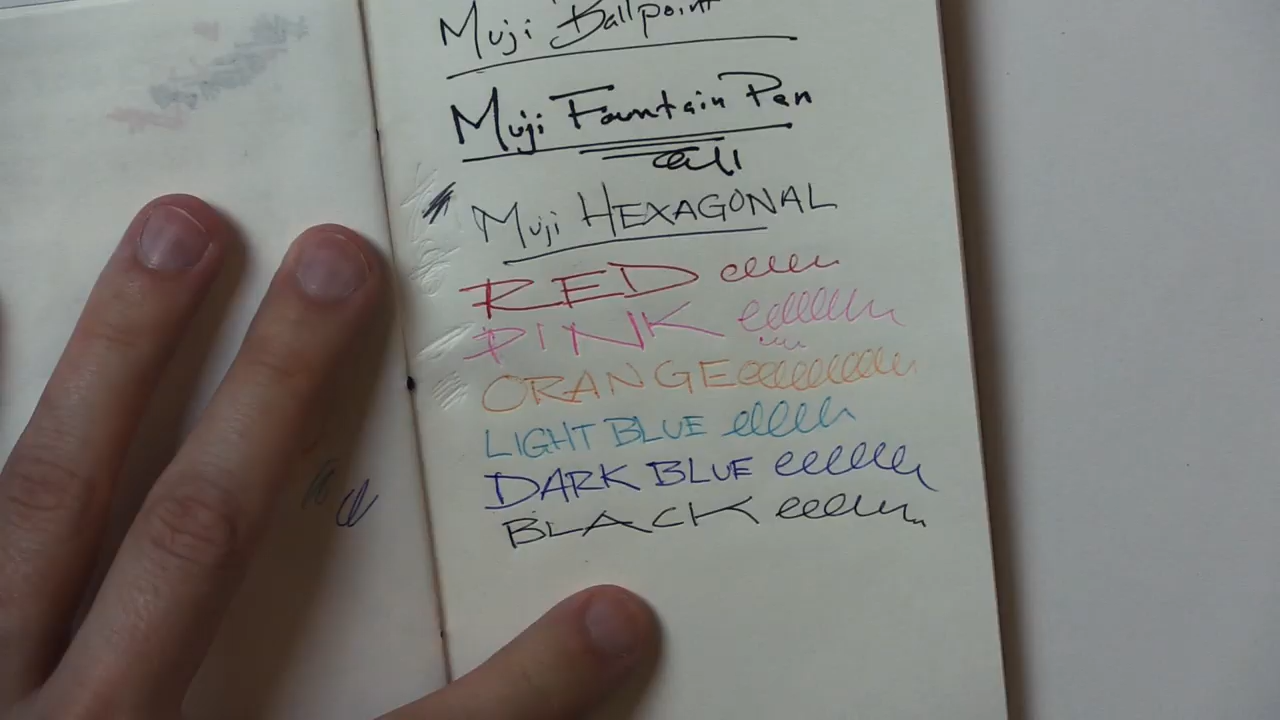 Muji Ballpoint
Muji Fountain Pen
Muji HEXAGONAL
RED
PINK
ORANGE
LIGHT BLUE
DARK BLUE
BLACK